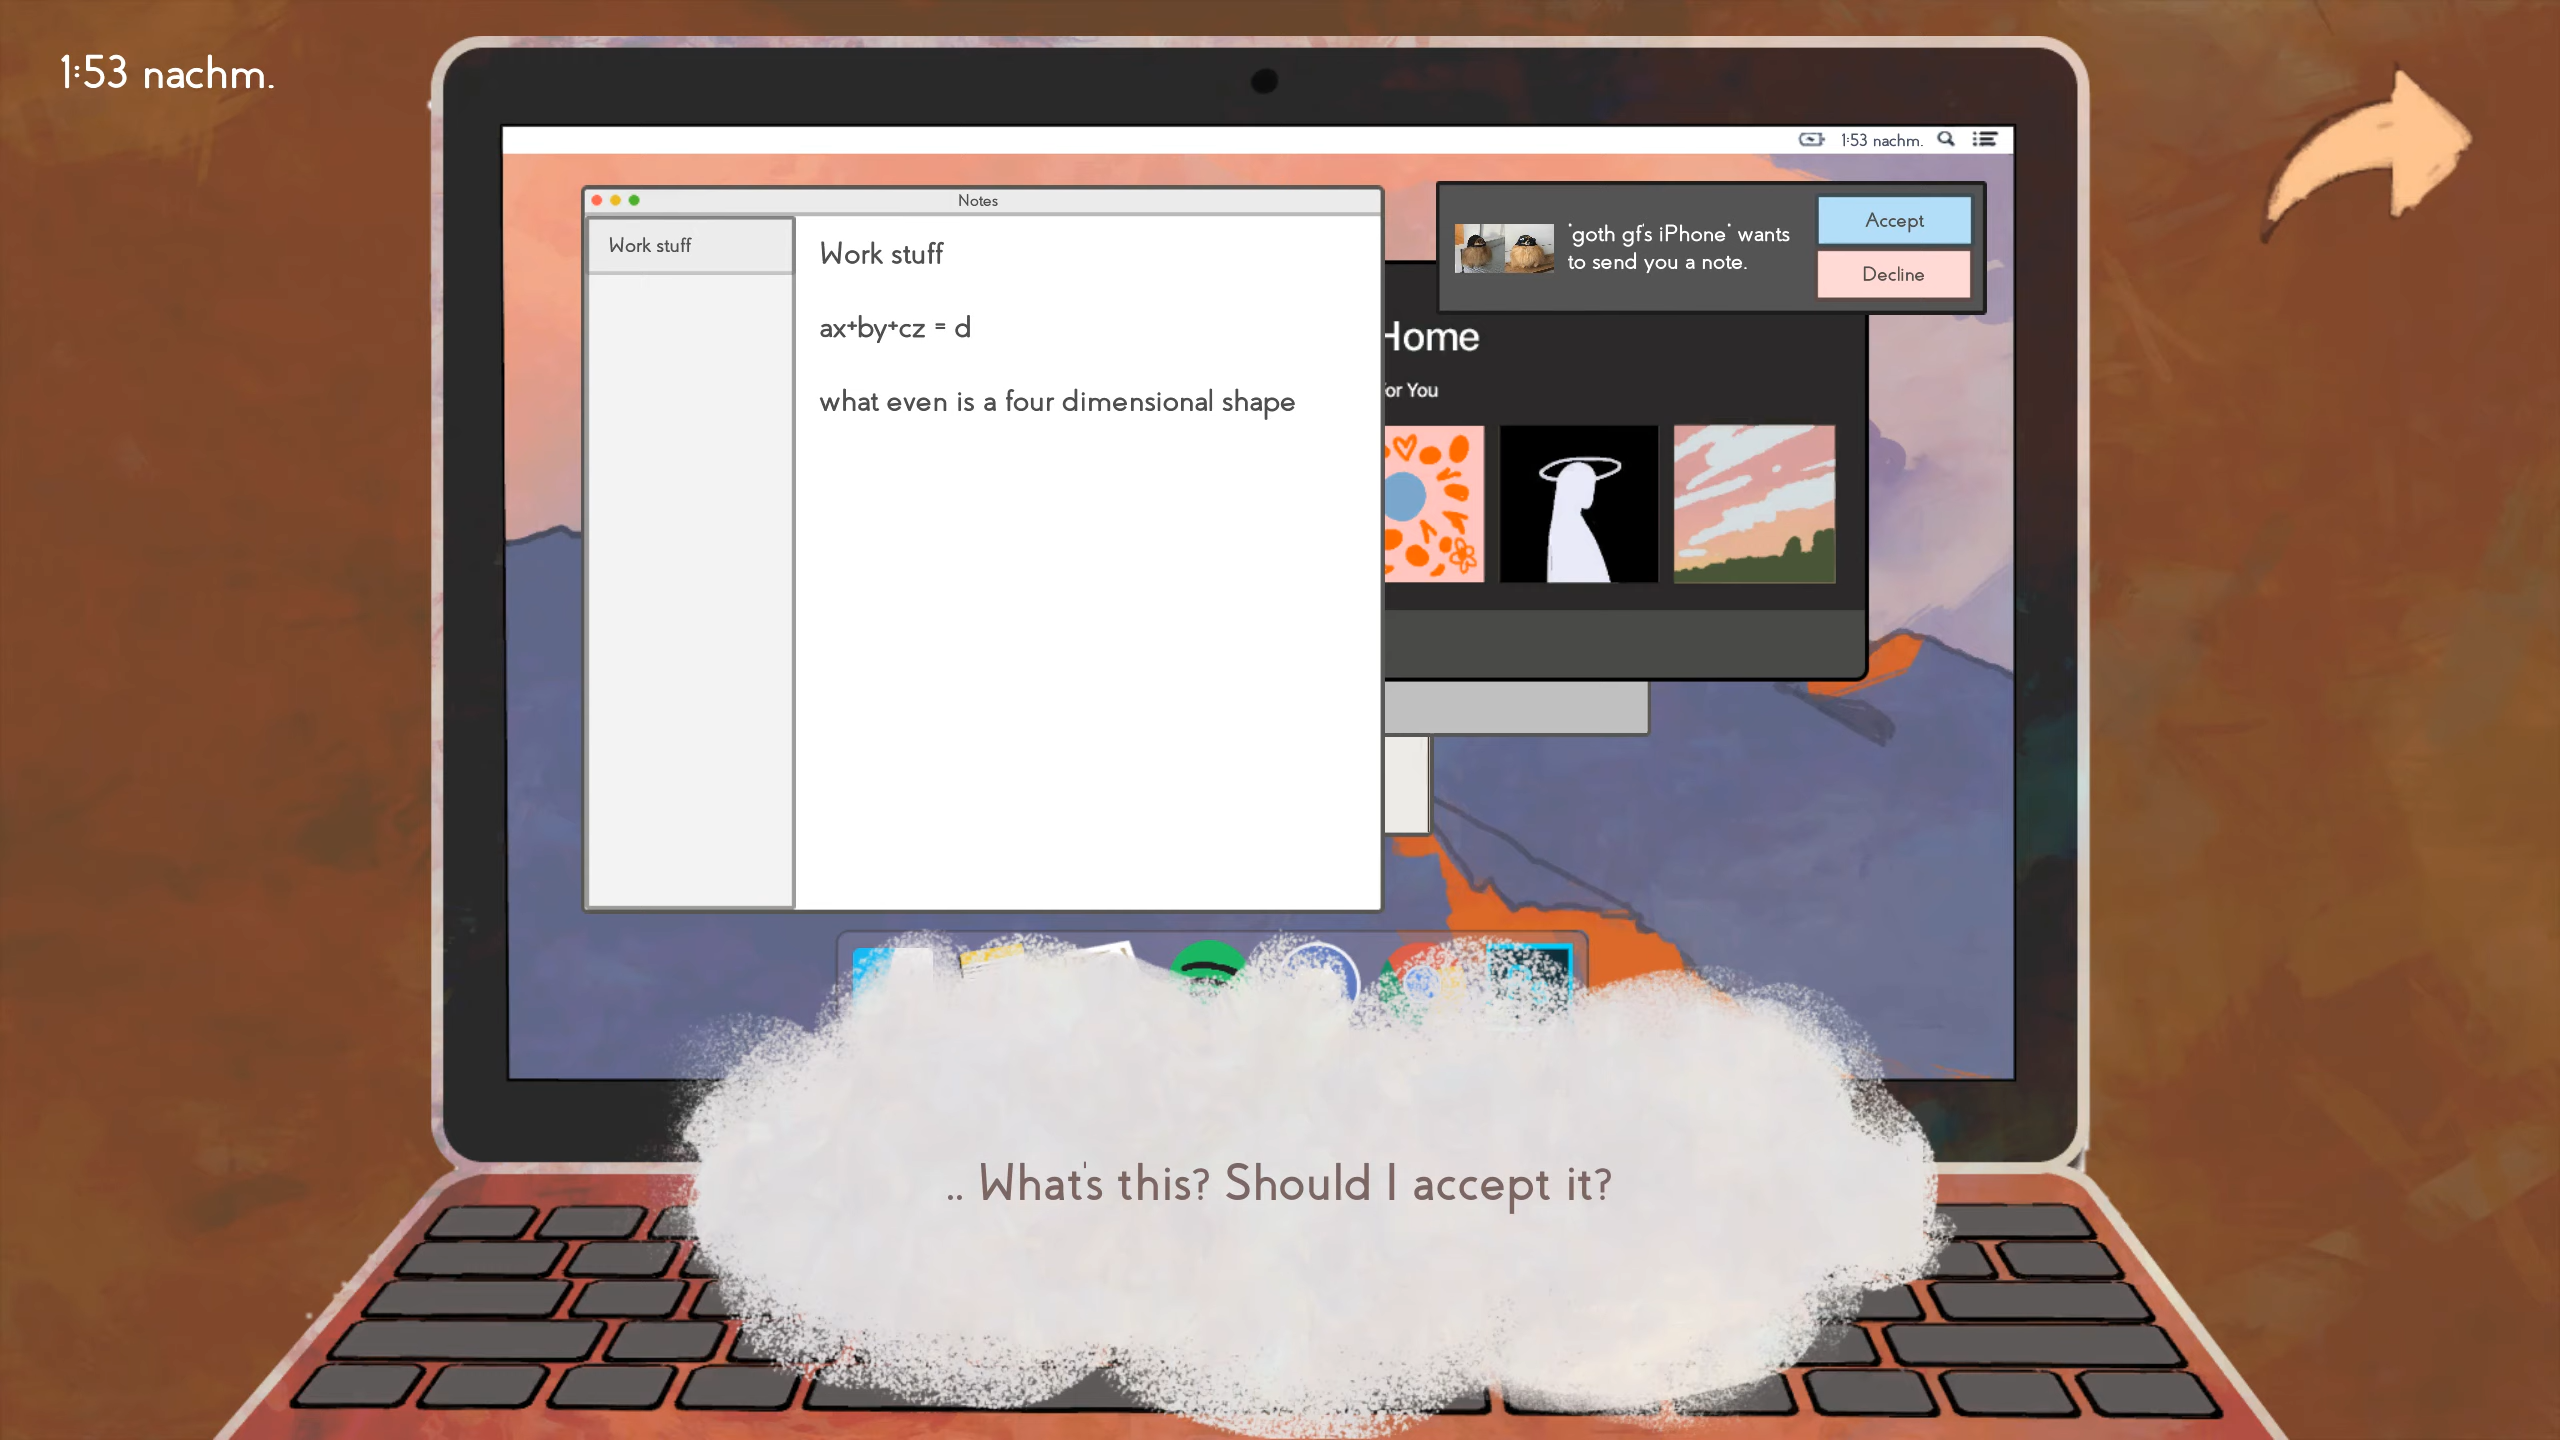 1:53 nachm.
1:53 nachm.
Notes
Work stuff
Work stuff
ax+by+cz = d
what even is a four dimensional shape
"goth gf's iPhone" wants
to send you a note.
Accept
Decline
Home
or You
.. What's this? Should I accept it?